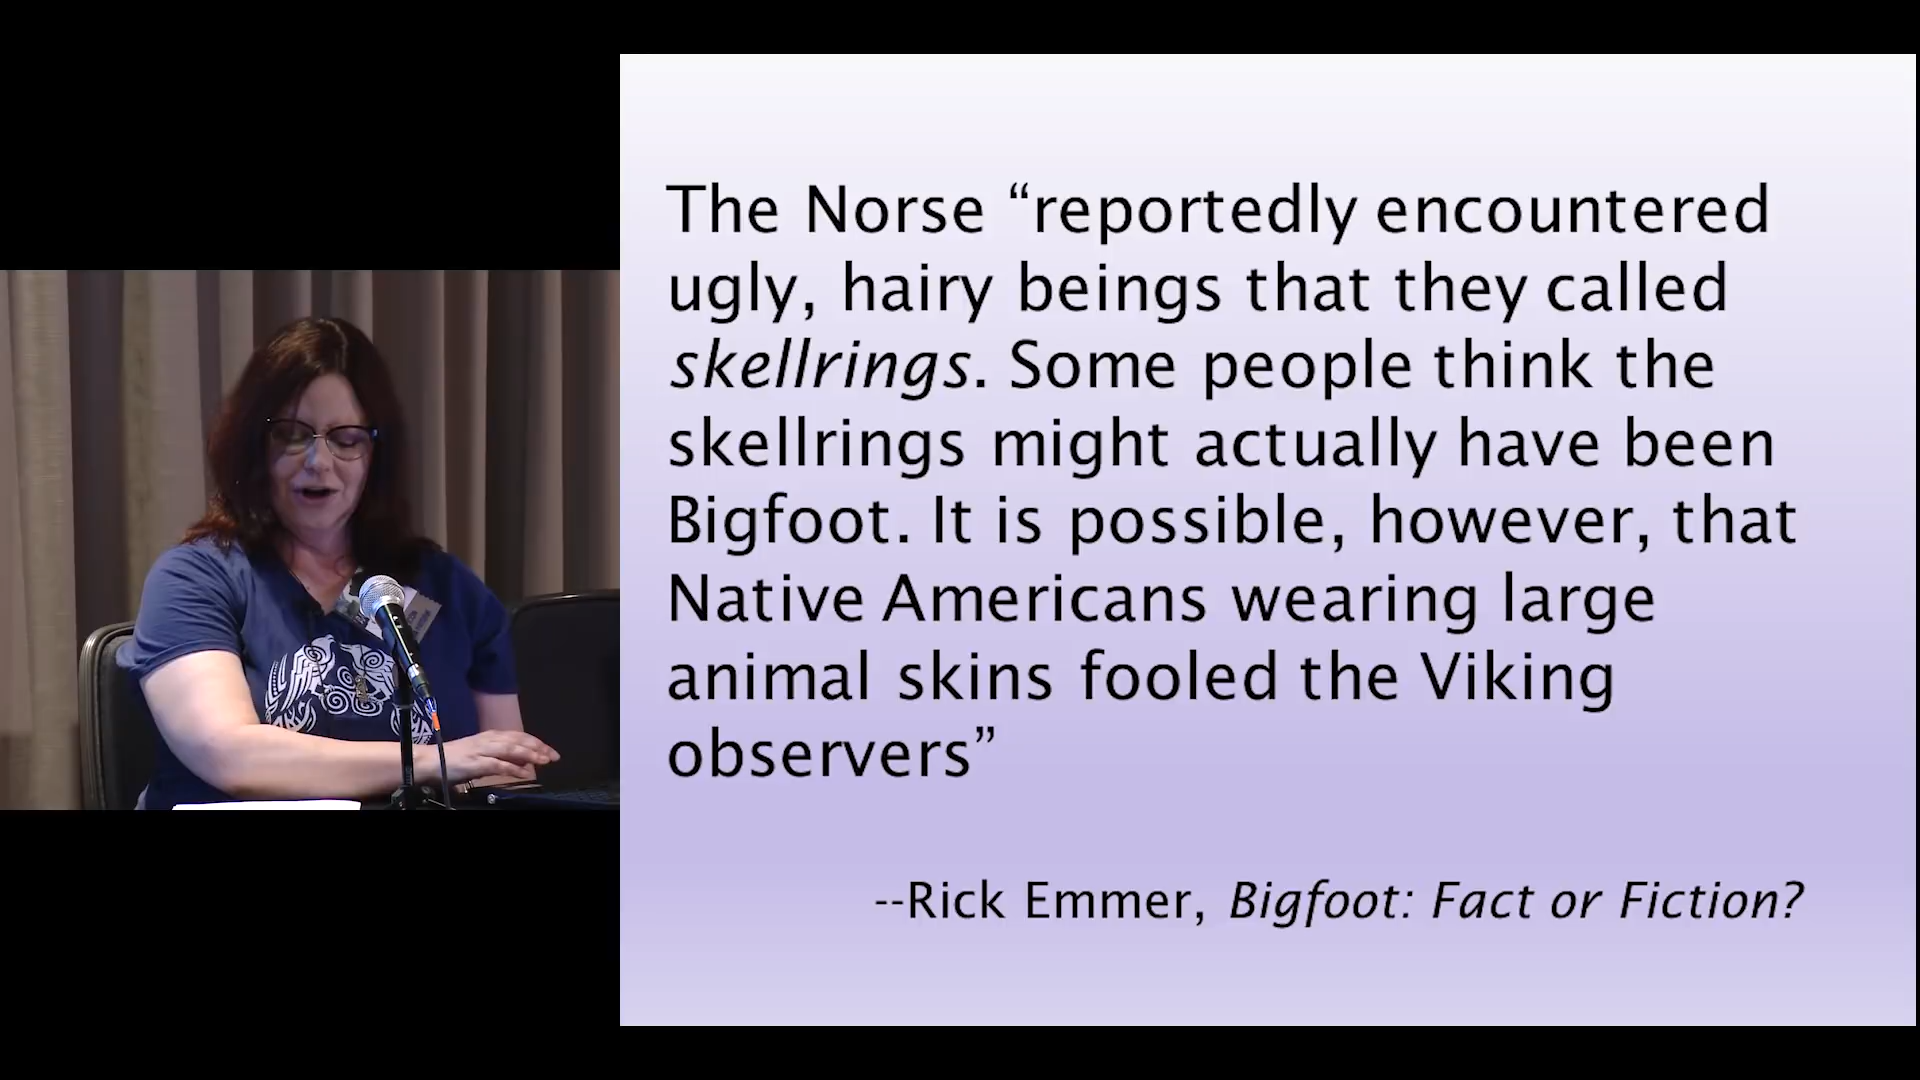 The Norse “reportedly encountered
ugly, hairy beings that they called
skellrings. Some people think the
skellrings might actually have been
Bigfoot. It is possible, however, that
Native Americans wearing large
animal skins fooled the Viking
observers”
--Rick Emmer, Bigfoot: Fact or Fiction?